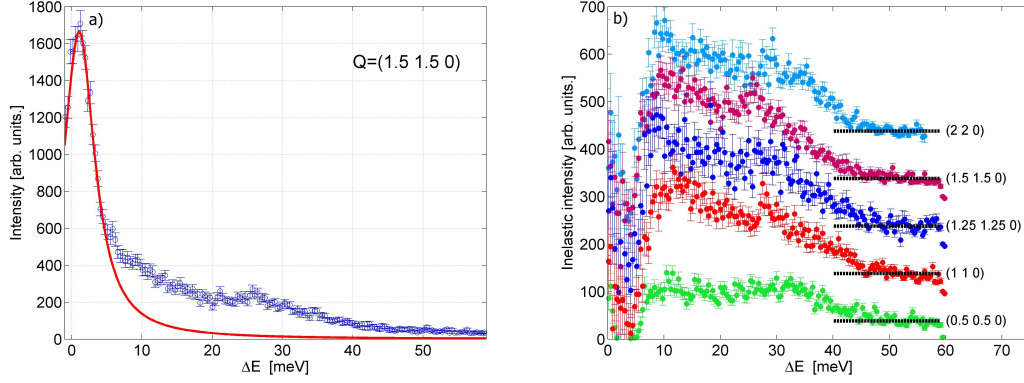 a)
Q=(1.5 1.5 0)
Intensity [arb. units.]
1800
1600
1400
1200
1000
800
600
400
200
0
0 10 20 30 40 50
ΔE [meV]
b)
Inelastic intensity [arb. units.]
700
600
500
400
300
200
100
0
(2 2 0)
(1.5 1.5 0)
(1.25 1.25 0)
(1 1 0)
(0.5 0.5 0)
0 10 20 30 40 50 60 70
ΔE [meV]